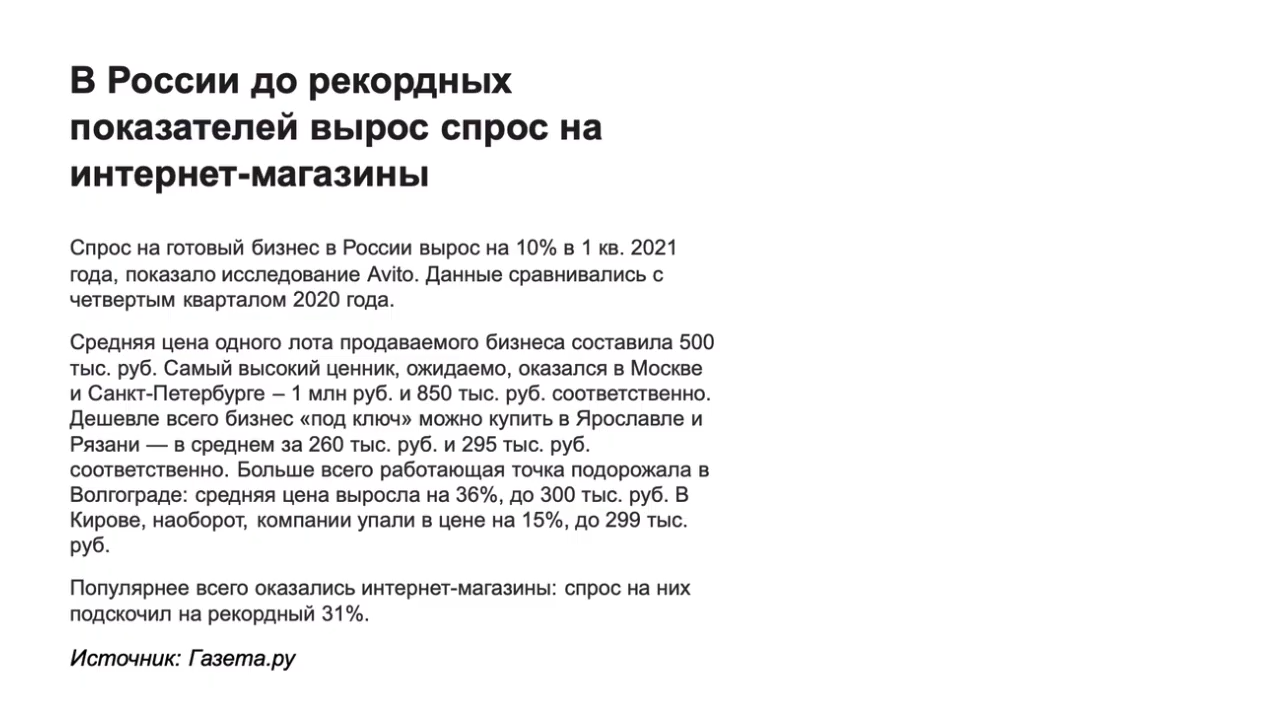 В России до рекордных
показателей вырос спрос на
интернет-магазины
Спрос на готовый бизнес в России вырос на 10% в 1 кв. 2021
года, показало исследование Avito. Данные сравнивались с
четвертым кварталом 2020 года.
Средняя цена одного лота продаваемого бизнеса составила 500
тыс. руб. Самый высокий ценник, ожидаемо, оказался в Москве
и Санкт-Петербурге – 1 млн руб. и 850 тыс. руб. соответственно.
Дешевле всего бизнес «под ключ» можно купить в Ярославле и
Рязани — в среднем за 260 тыс. руб. и 295 тыс. руб.
соответственно. Больше всего работающая точка подорожала в
Волгограде: средняя цена выросла на 36%, до 300 тыс. руб. В
Кирове, наоборот, компании упали в цене на 15%, до 299 тыс.
руб.
Популярнее всего оказались интернет-магазины: спрос на них
подскочил на рекордный 31%.
Источник: Газета.ру